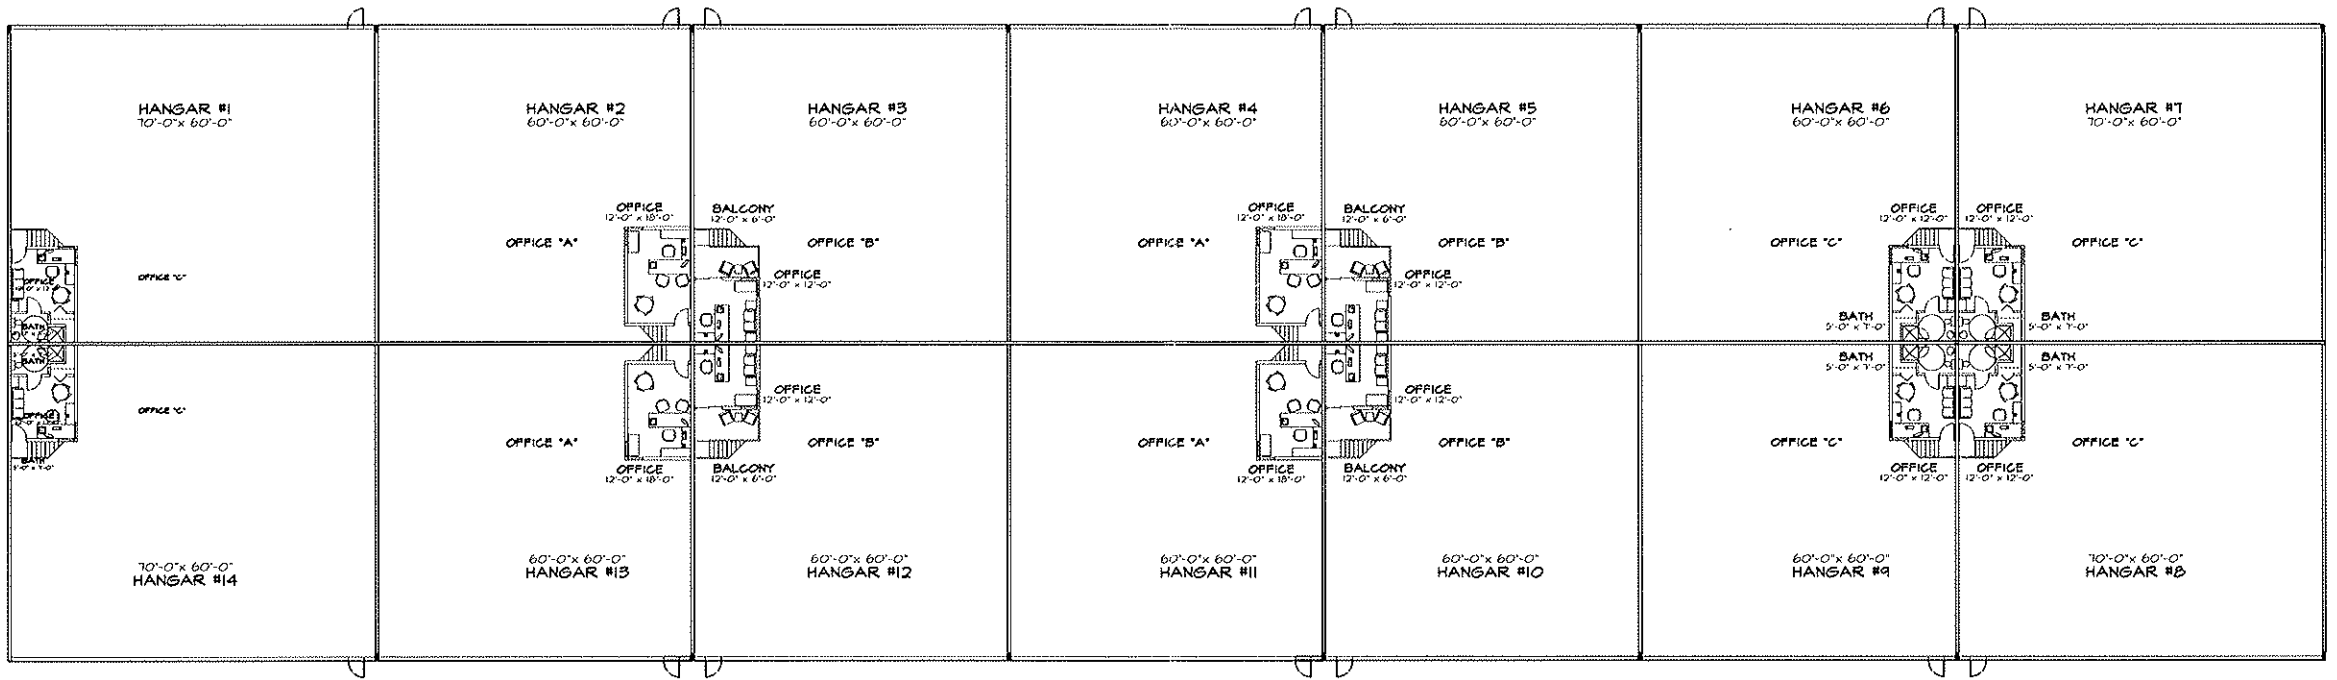 HANGAR #1
70'-0"x 60'-0"
HANGAR #2
60'-0"x 60'-0"
HANGAR #3
60'-0"x 60'-0"
HANGAR #4
60'-0"x 60'-0"
HANGAR #5
60'-0"x 60'-0"
HANGAR #6
60'-0"x 60'-0"
HANGAR #7
70'-0"x 60'-0"
OFFICE
12'-0" x 18'-0"
BALCONY
12'-0" x 6'-0"
OFFICE
12'-0" x 18'-0"
BALCONY
12'-0" x 6'-0"
OFFICE
12'-0" x 12'-0"
OFFICE
12'-0" x 12'-0"
OFFICE "C"
OFFICE "A"
OFFICE "B"
OFFICE "A"
OFFICE "B"
OFFICE "C"
OFFICE "C"
OFFICE
OFFICE
12'-0" x 12'-0"
OFFICE
12'-0" x 12'-0"
BATH
BATH
5'-0" x 7'-0"
BATH
5'-0" x 7'-0"
BATH
BATH
5'-0" x 7'-0"
BATH
5'-0" x 7'-0"
OFFICE
12'-0" x 12'-0"
OFFICE
12'-0" x 12'-0"
OFFICE "C"
OFFICE
OFFICE "A"
OFFICE "B"
OFFICE "A"
OFFICE "B"
OFFICE "C"
OFFICE "C"
BATH
5'-0" x 7'-0"
OFFICE
12'-0" x 18'-0"
BALCONY
12'-0" x 6'-0"
OFFICE
12'-0" x 18'-0"
BALCONY
12'-0" x 6'-0"
OFFICE
12'-0" x 12'-0"
OFFICE
12'-0" x 12'-0"
70'-0"x 60'-0"
HANGAR #14
60'-0"x 60'-0"
HANGAR #13
60'-0"x 60'-0"
HANGAR #12
60'-0"x 60'-0"
HANGAR #11
60'-0"x 60'-0"
HANGAR #10
60'-0"x 60'-0"
HANGAR #9
70'-0"x 60'-0"
HANGAR #8